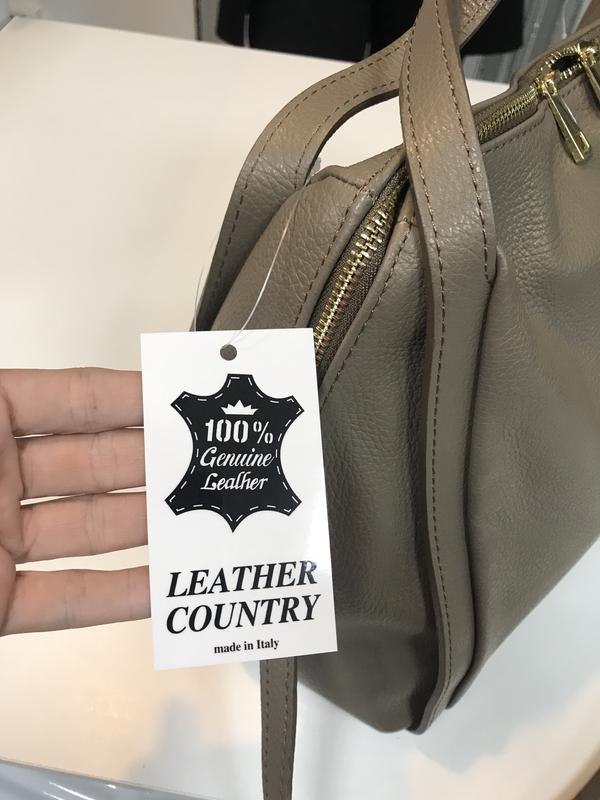 100%
Genuine
Leather
LEATHER
COUNTRY
made in Italy